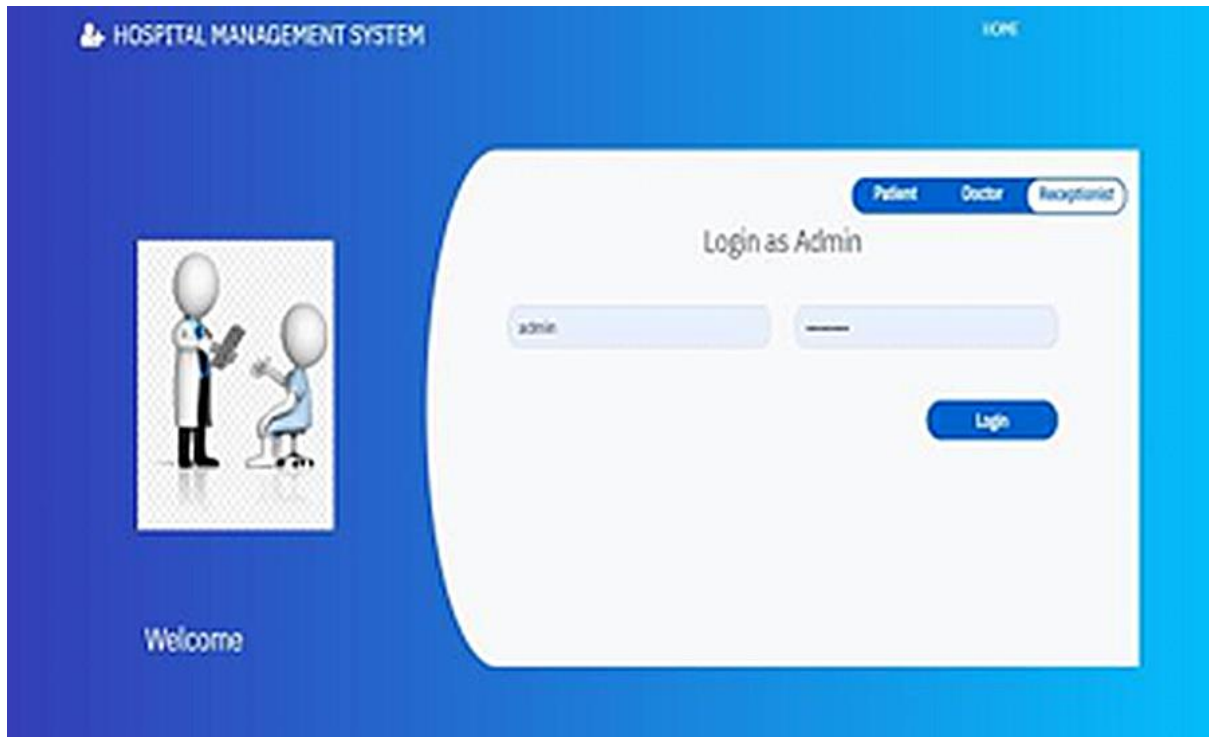 HOSPITAL MANAGEMENT SYSTEM
HOME
Patient Doctor Receptionist
Login as Admin
admin
Login
Welcome